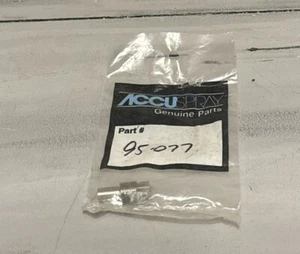 ACCUSPRAY
Genuine Parts
Part #
95-077